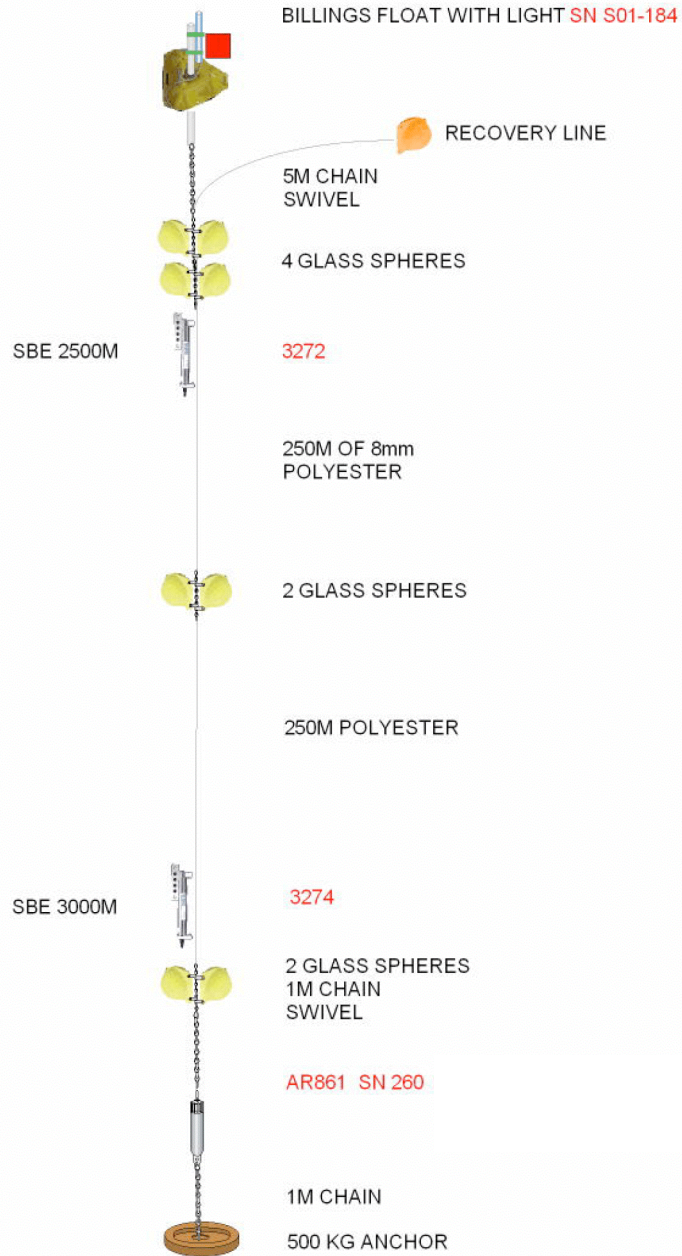 BILLINGS FLOAT WITH LIGHT SN S01-184
RECOVERY LINE
5M CHAIN
SWIVEL
4 GLASS SPHERES
SBE 2500M
3272
250M OF 8mm
POLYESTER
2 GLASS SPHERES
250M POLYESTER
SBE 3000M
3274
2 GLASS SPHERES
1M CHAIN
SWIVEL
AR861 SN 260
1M CHAIN
500 KG ANCHOR